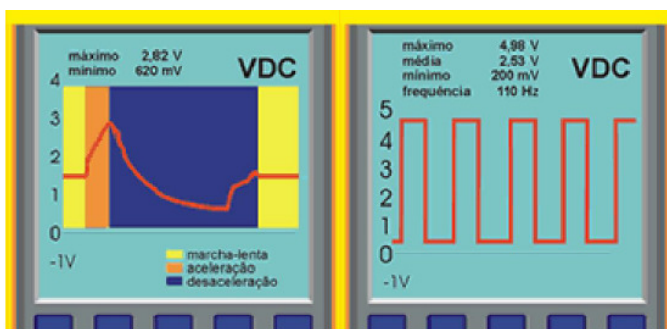 máximo 2,82 V
mínimo 620 mV
VDC
4
3
2
1
0
-1V
marcha-lenta
aceleração
desaceleração
máximo 4,98 V
média 2,53 V
mínimo 200 mV
frequência 110 Hz
VDC
5
4
3
2
1
0
-1V